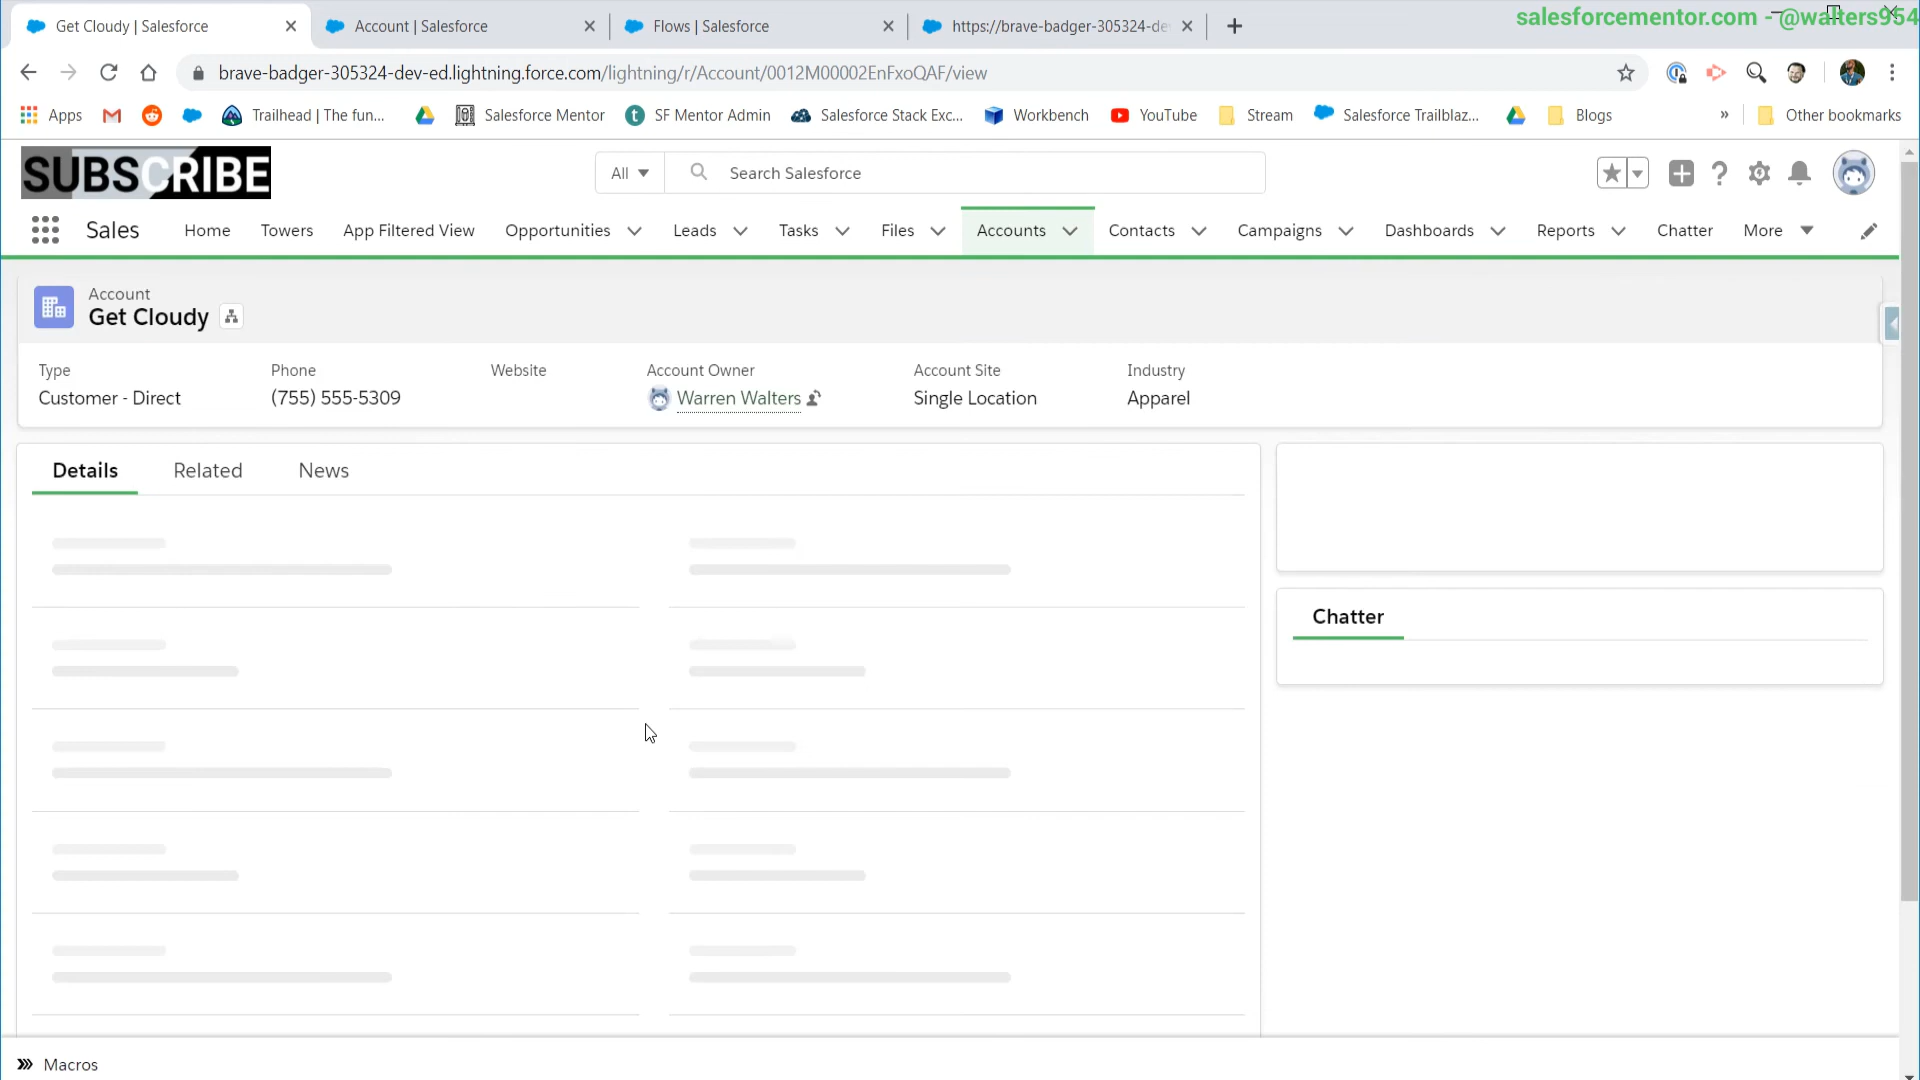 Get Cloudy | Salesforce
Account | Salesforce
Flows | Salesforce
https://brave-badger-305324-de
salesforcementor.com - @walters954
brave-badger-305324-dev-ed.lightning.force.com/lightning/r/Account/0012M00002EnFxoQAF/view
Apps
Trailhead | The fun...
Salesforce Mentor
SF Mentor Admin
Salesforce Stack Exc...
Workbench
YouTube
Stream
Salesforce Trailblaz...
Blogs
»
Other bookmarks
SUBSCRIBE
All
Search Salesforce
Sales
Home
Towers
App Filtered View
Opportunities
Leads
Tasks
Files
Accounts
Contacts
Campaigns
Dashboards
Reports
Chatter
More
Account
Get Cloudy
Type
Phone
Website
Account Owner
Account Site
Industry
Customer - Direct
(755) 555-5309
Warren Walters
Single Location
Apparel
Details
Related
News
Chatter
Macros